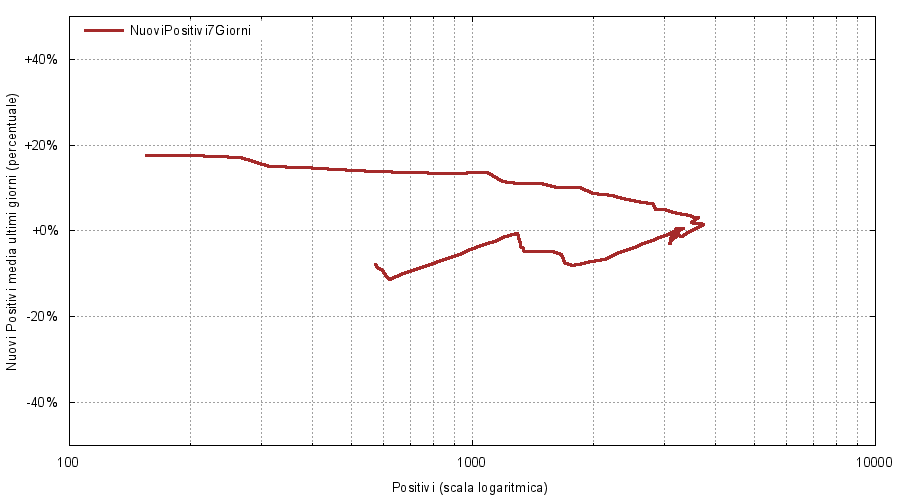 NuoviPositivi7Giorni
+40%
+20%
+0%
-20%
-40%
Nuovi Positivi media ultimi giorni (percentuale)
100
1000
10000
Positivi (scala logaritmica)